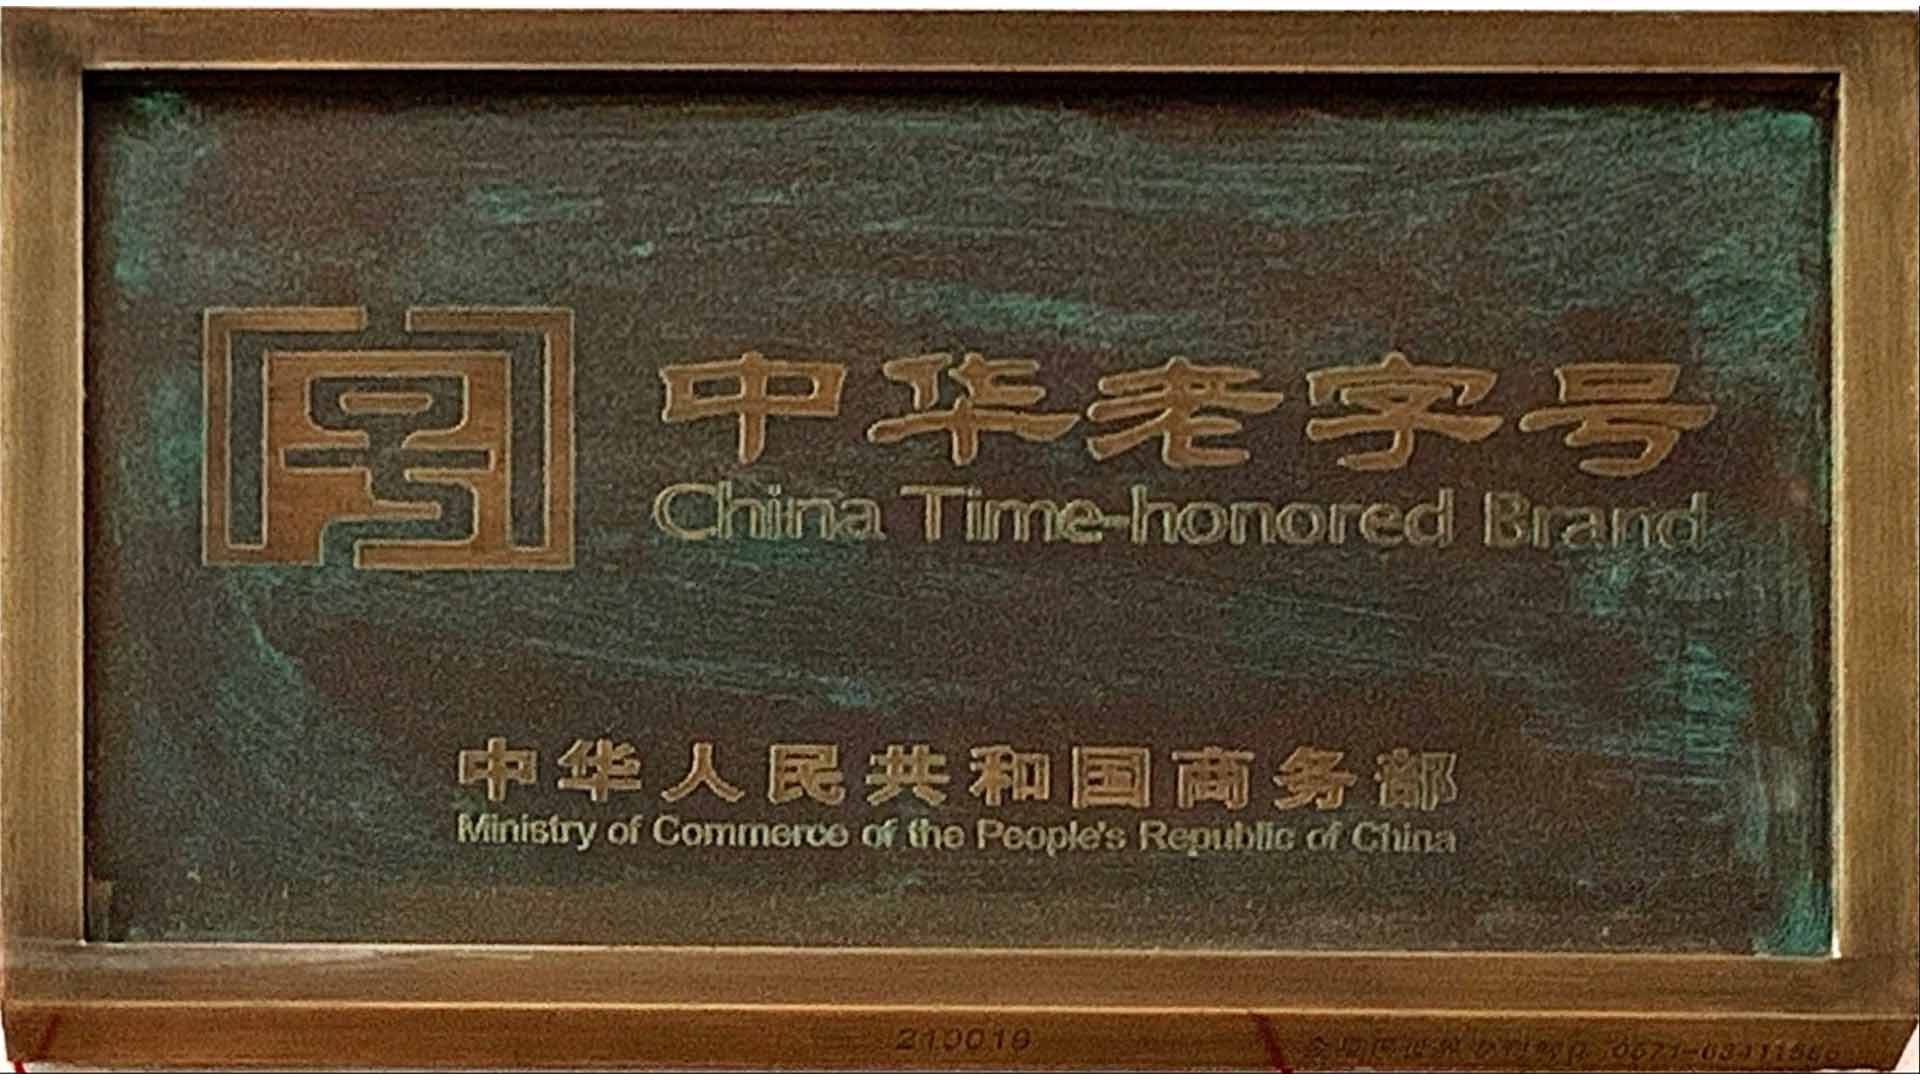 中华老字号
China Time-honored Brand
中华人民共和国商务部
Ministry of Commerce of the People's Republic of China
210019